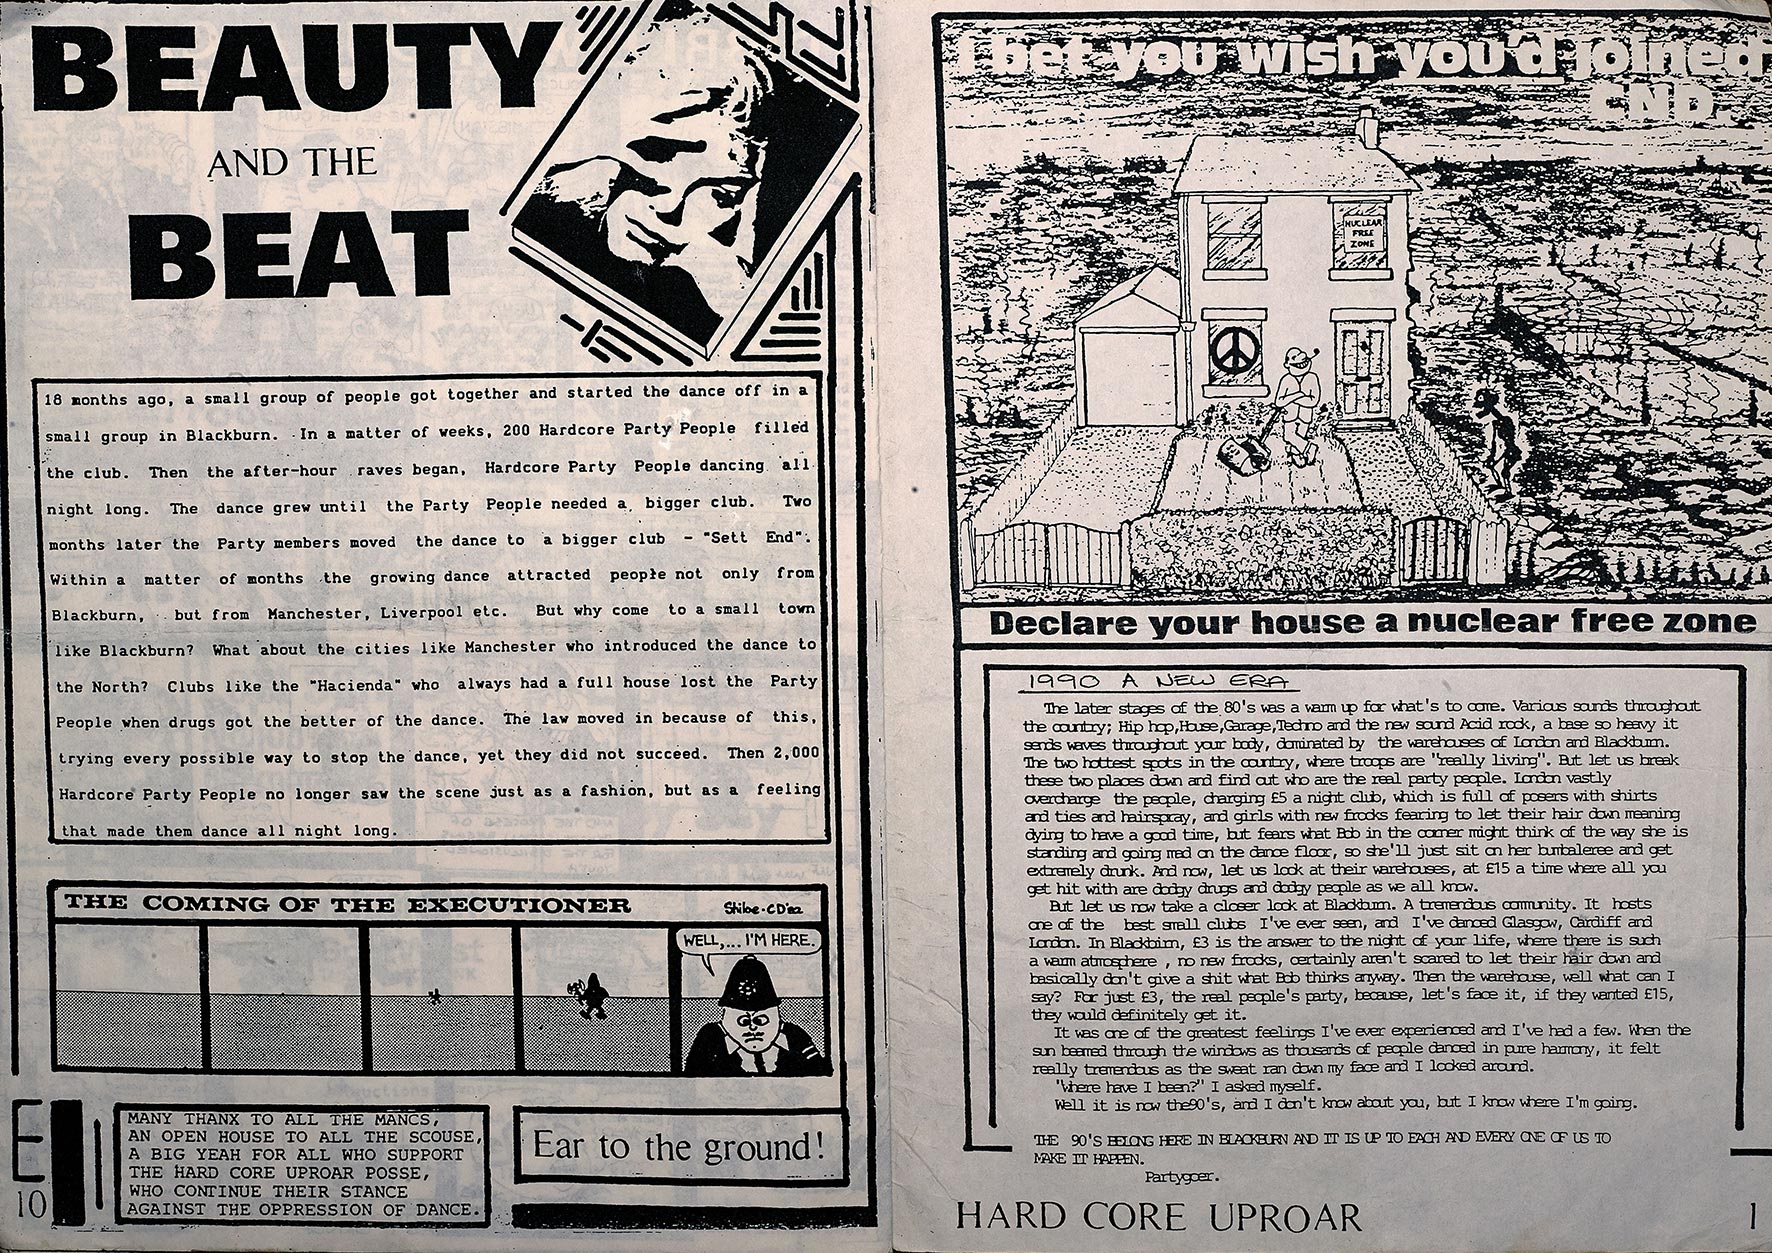 BEAUTY
AND THE
BEAT
18 months ago, a small group of people got together and started the dance off in a
small group in Blackburn. In a matter of weeks, 200 Hardcore Party People filled
the club. Then the after-hour raves began, Hardcore Party People dancing all
night long. The dance grew until the Party People needed a bigger club. Two
months later the Party members moved the dance to a bigger club - "Sett End".
Within a matter of months the growing dance attracted people not only from
Blackburn, but from Manchester, Liverpool etc. But why come to a small town
like Blackburn? What about the cities like Manchester who introduced the dance to
the North? Clubs like the "Hacienda" who always had a full house lost the Party
People when drugs got the better of the dance. The law moved in because of this,
trying every possible way to stop the dance, yet they did not succeed. Then 2,000
Hardcore Party People no longer saw the scene just as a fashion, but as a feeling
that made them dance all night long.
THE COMING OF THE EXECUTIONER
WELL,... I'M HERE.
E
10
MANY THANX TO ALL THE MANCS,
AN OPEN HOUSE TO ALL THE SCOUSE,
A BIG YEAH FOR ALL WHO SUPPORT
THE HARD CORE UPROAR POSSE,
WHO CONTINUE THEIR STANCE
AGAINST THE OPPRESSION OF DANCE.
Ear to the ground!
I bet you wish you'd joined
CND.
NUCLEAR
FREE
ZONE
Declare your house a nuclear free zone
1990 A NEW ERA
The later stages of the 80's was a warm up for what's to come. Various sounds throughout
the country; Hip hop,House,Garage,Techno and the new sound Acid rock, a base so heavy it
sends waves throughout your body, dominated by the warehouses of London and Blackburn.
The two hottest spots in the country, where troops are "really living". But let us break
these two places down and find out who are the real party people. London vastly
overcharge the people, charging £5 a night club, which is full of posers with shirts
and ties and hairspray, and girls with new frocks fearing to let their hair down meaning
dying to have a good time, but fears what Bob in the corner might think of the way she is
standing and going mad on the dance floor, so she'll just sit on her bumbaleree and get
extremely drunk. And now, let us look at their warehouses, at £15 a time where all you
get hit with are dodgy drugs and dodgy people as we all know.
But let us now take a closer look at Blackburn. A tremendous community. It hosts
one of the best small clubs I've ever seen, and I've danced Glasgow, Cardiff and
London. In Blackbirn, £3 is the answer to the night of your life, where there is such
a warm atmosphere , no new frocks, certainly aren't scared to let their hair down and
basically don't give a shit what Bob thinks anyway. Then the warehouse, well what can I
say? For just £3, the real people's party, because, let's face it, if they wanted £15,
they would definitely get it.
It was one of the greatest feelings I've ever experienced and I've had a few. When the
sun beamed through the windows as thousands of people danced in pure harmony, it felt
really tremendous as the sweat ran down my face and I looked around.
"Where have I been?" I asked myself.
Well it is now the90's, and I don't know about you, but I know where I'm going.
THE 90'S BELONG HERE IN BLACKBURN AND IT IS UP TO EACH AND EVERY ONE OF US TO
MAKE IT HAPPEN.
Partygoer.
HARD CORE UPROAR
1